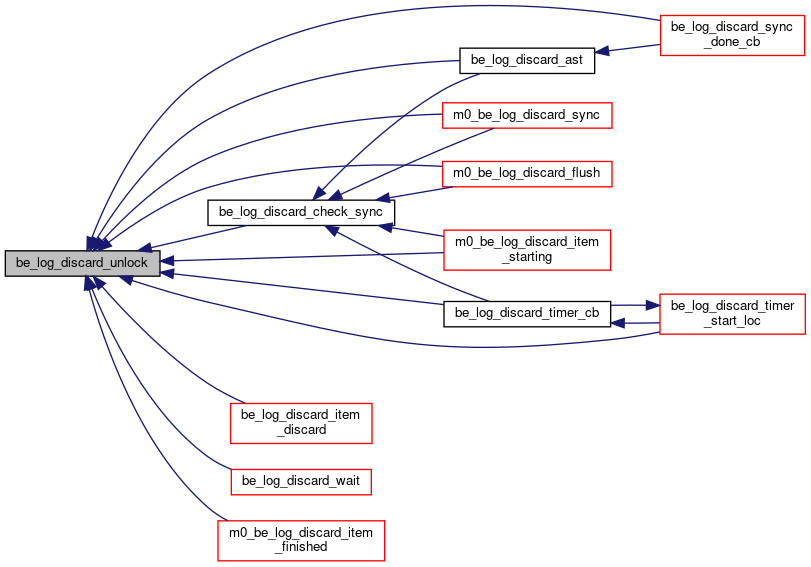 be_log_discard_sync
_done_cb
be_log_discard_ast
m0_be_log_discard_sync
m0_be_log_discard_flush
be_log_discard_check_sync
m0_be_log_discard_item
_starting
be_log_discard_unlock
be_log_discard_timer_cb
be_log_discard_timer
_start_loc
be_log_discard_item
_discard
be_log_discard_wait
m0_be_log_discard_item
_finished